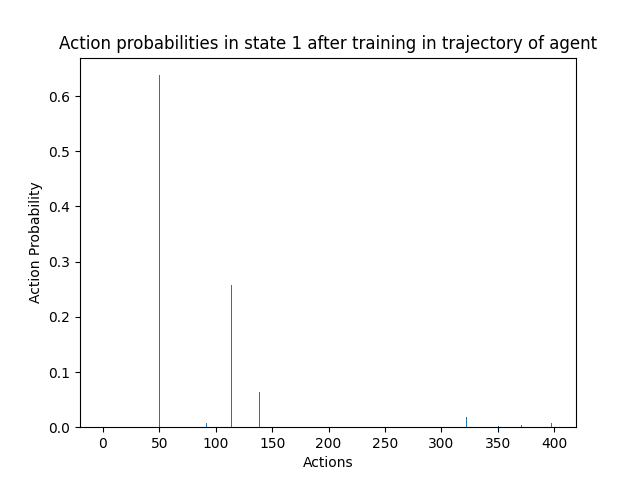 Action probabilities in state 1 after training in trajectory of agent
0.6
0.5
0.4
0.3
0.2
0.1
0.0
Action Probability
0 50 100 150 200 250 300 350 400
Actions